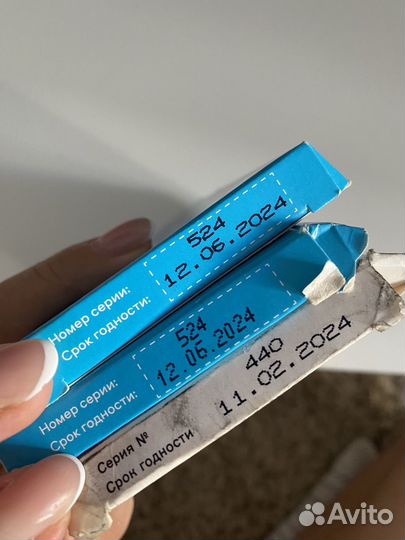 Номер серии: 524
Срок годности: 12.06.2024
Номер серии: 524
Срок годности: 12.06.2024
Серия № 440
Срок годности 11.02.2024
Avito